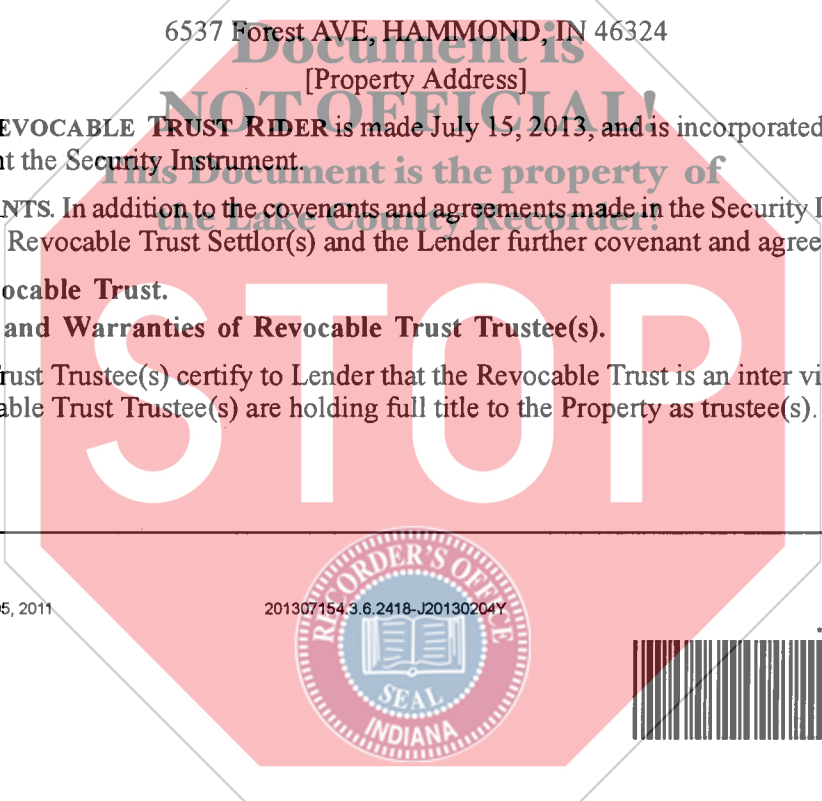 6537 Forest AVE, HAMMOND, IN 46324
Document is
[Property Address]
NOT OFFICIAL!
EVOCABLE TRUST RIDER is made July 15, 2013, and is incorporated
t the Security Instrument.
This Document is the property of
NTS. In addition to the covenants and agreements made in the Security I
the Lake County Recorder!
Revocable Trust Settlor(s) and the Lender further covenant and agree
ocable Trust.
and Warranties of Revocable Trust Trustee(s).
rust Trustee(s) certify to Lender that the Revocable Trust is an inter vi
able Trust Trustee(s) are holding full title to the Property as trustee(s).
STOP
5, 2011
201307154.3.6.2418-J20130204Y
RECORDER'S OFFICE
SEAL
INDIANA